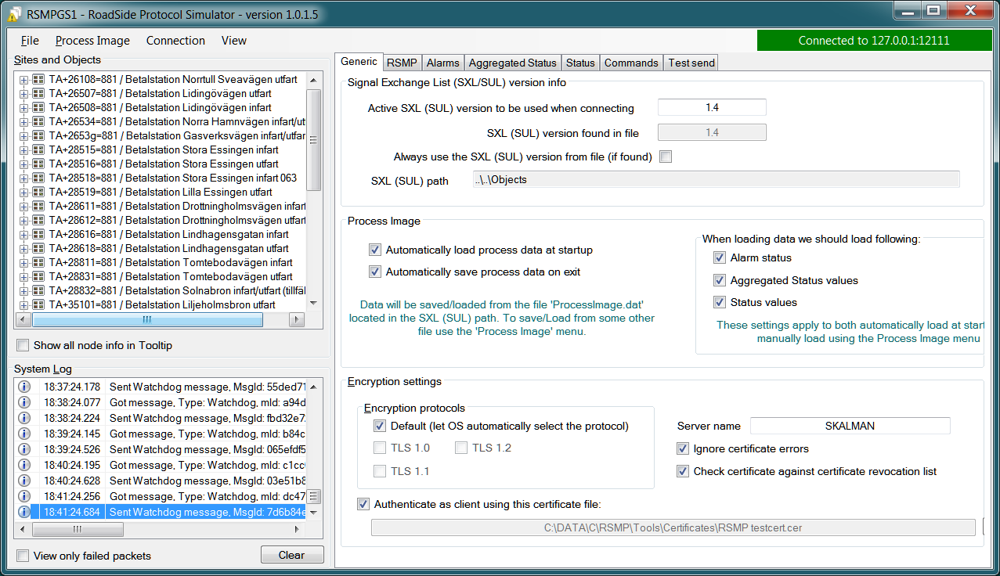 RSMPGS1 - RoadSide Protocol Simulator - version 1.0.1.5
File Process Image Connection View
Connected to 127.0.0.1:12111
Sites and Objects
TA+26108=881 / Betalstation Norrtull Sveavägen utfart
TA+26507=881 / Betalstation Lidingövägen utfart
TA+26508=881 / Betalstation Lidingövägen infart
TA+26534=881 / Betalstation Norra Hamnvägen infart/ut
TA+2653g=881 / Betalstation Gasverksvägen infart/utfar
TA+28515=881 / Betalstation Stora Essingen infart
TA+28516=881 / Betalstation Stora Essingen utfart
TA+28518=881 / Betalstation Stora Essingen infart 063
TA+28519=881 / Betalstation Lilla Essingen utfart
TA+28611=881 / Betalstation Drottningholmsvägen infart
TA+28612=881 / Betalstation Drottningholmsvägen utfart
TA+28616=881 / Betalstation Lindhagensgatan infart
TA+28618=881 / Betalstation Lindhagensgatan utfart
TA+28811=881 / Betalstation Tomtebodavägen infart
TA+28831=881 / Betalstation Tomtebodavägen utfart
TA+28832=881 / Betalstation Solnabron infart/utfart (tillfäl
TA+35101=881 / Betalstation Liljeholmsbron utfart
Show all node info in Tooltip
System Log
18:37:24.178 Sent Watchdog message, MsgId: 55ded71
18:38:24.077 Got message, Type: Watchdog, mId: a94d
18:38:24.224 Sent Watchdog message, MsgId: fbd32e7
18:39:24.145 Got message, Type: Watchdog, mId: b84c
18:39:24.526 Sent Watchdog message, MsgId: 065efdf5
18:40:24.195 Got message, Type: Watchdog, mId: c1cc
18:40:24.628 Sent Watchdog message, MsgId: 03e51b8
18:41:24.256 Got message, Type: Watchdog, mId: dc47
18:41:24.684 Sent Watchdog message, MsgId: 7d6b84e
View only failed packets
Clear
Generic RSMP Alarms Aggregated Status Status Commands Test send
Signal Exchange List (SXL/SUL) version info
Active SXL (SUL) version to be used when connecting 1.4
SXL (SUL) version found in file 1.4
Always use the SXL (SUL) version from file (if found)
SXL (SUL) path ..\..\Objects
Process Image
Automatically load process data at startup
Automatically save process data on exit
Data will be saved/loaded from the file 'ProcessImage.dat'
located in the SXL (SUL) path. To save/Load from some other
file use the 'Process Image' menu.
When loading data we should load following:
Alarm status
Aggregated Status values
Status values
These settings apply to both automatically load at start
manually load using the Process Image menu
Encryption settings
Encryption protocols
Default (let OS automatically select the protocol)
TLS 1.0 TLS 1.2
TLS 1.1
Server name SKALMAN
Ignore certificate errors
Check certificate against certificate revocation list
Authenticate as client using this certificate file:
C:\DATA\C\RSMP\Tools\Certificates\RSMP testcert.cer